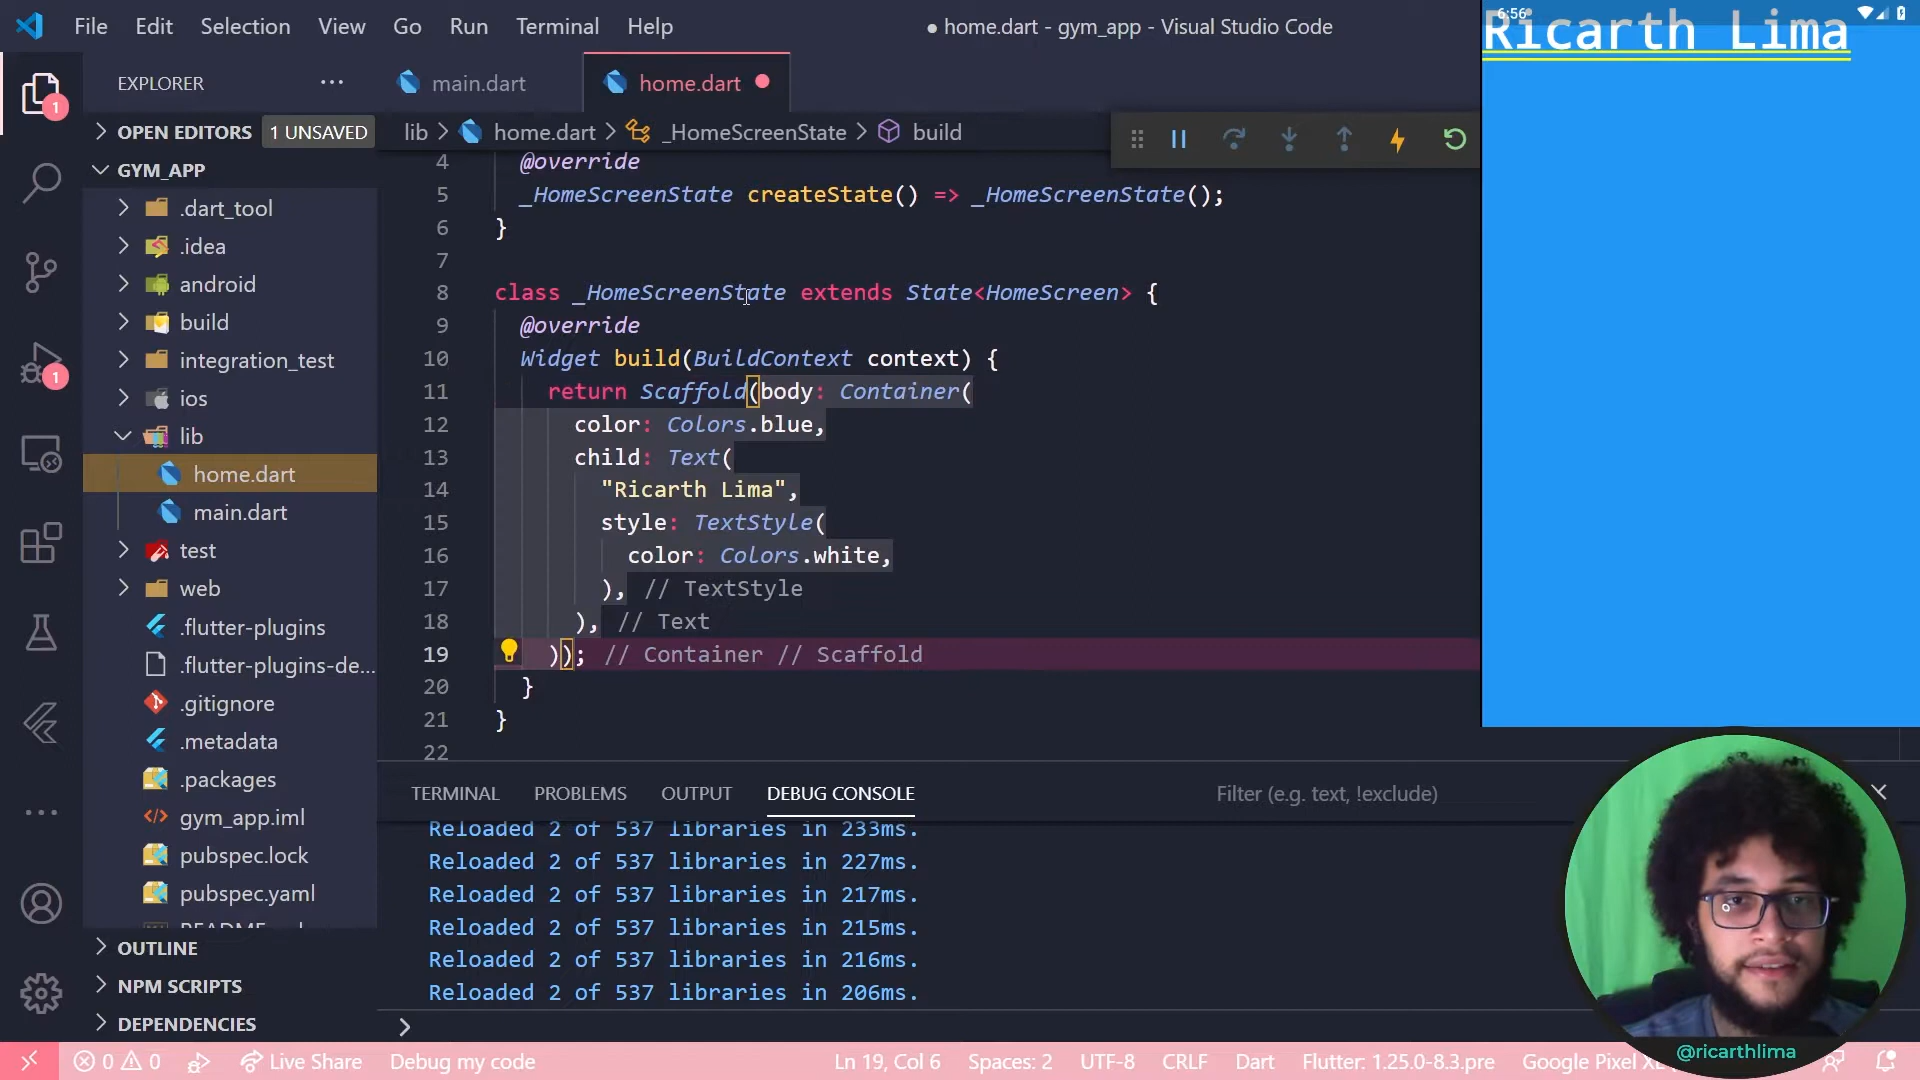 File Edit Selection View Go Run Terminal Help
● home.dart - gym_app - Visual Studio Code
6:56
Ricarth Lima
EXPLORER
main.dart
home.dart
OPEN EDITORS 1 UNSAVED
lib > home.dart > _HomeScreenState > build
GYM_APP
.dart_tool
.idea
android
build
integration_test
ios
lib
home.dart
main.dart
test
web
.flutter-plugins
.flutter-plugins-de...
.gitignore
.metadata
.packages
gym_app.iml
pubspec.lock
pubspec.yaml
OUTLINE
NPM SCRIPTS
DEPENDENCIES
1
1
4 @override
5 _HomeScreenState createState() => _HomeScreenState();
6 }
7
8 class _HomeScreenState extends State<HomeScreen> {
9 @override
10 Widget build(BuildContext context) {
11 return Scaffold(body: Container(
12 color: Colors.blue,
13 child: Text(
14 "Ricarth Lima",
15 style: TextStyle(
16 color: Colors.white,
17 ), // TextStyle
18 ), // Text
19 )); // Container // Scaffold
20 }
21 }
22
TERMINAL PROBLEMS OUTPUT DEBUG CONSOLE
Filter (e.g. text, !exclude)
Reloaded 2 of 537 libraries in 233ms.
Reloaded 2 of 537 libraries in 227ms.
Reloaded 2 of 537 libraries in 217ms.
Reloaded 2 of 537 libraries in 215ms.
Reloaded 2 of 537 libraries in 216ms.
Reloaded 2 of 537 libraries in 206ms.
>
0 0 Live Share Debug my code
Ln 19, Col 6 Spaces: 2 UTF-8 CRLF Dart Flutter: 1.25.0-8.3.pre Google Pixel XL
@ricarthlima